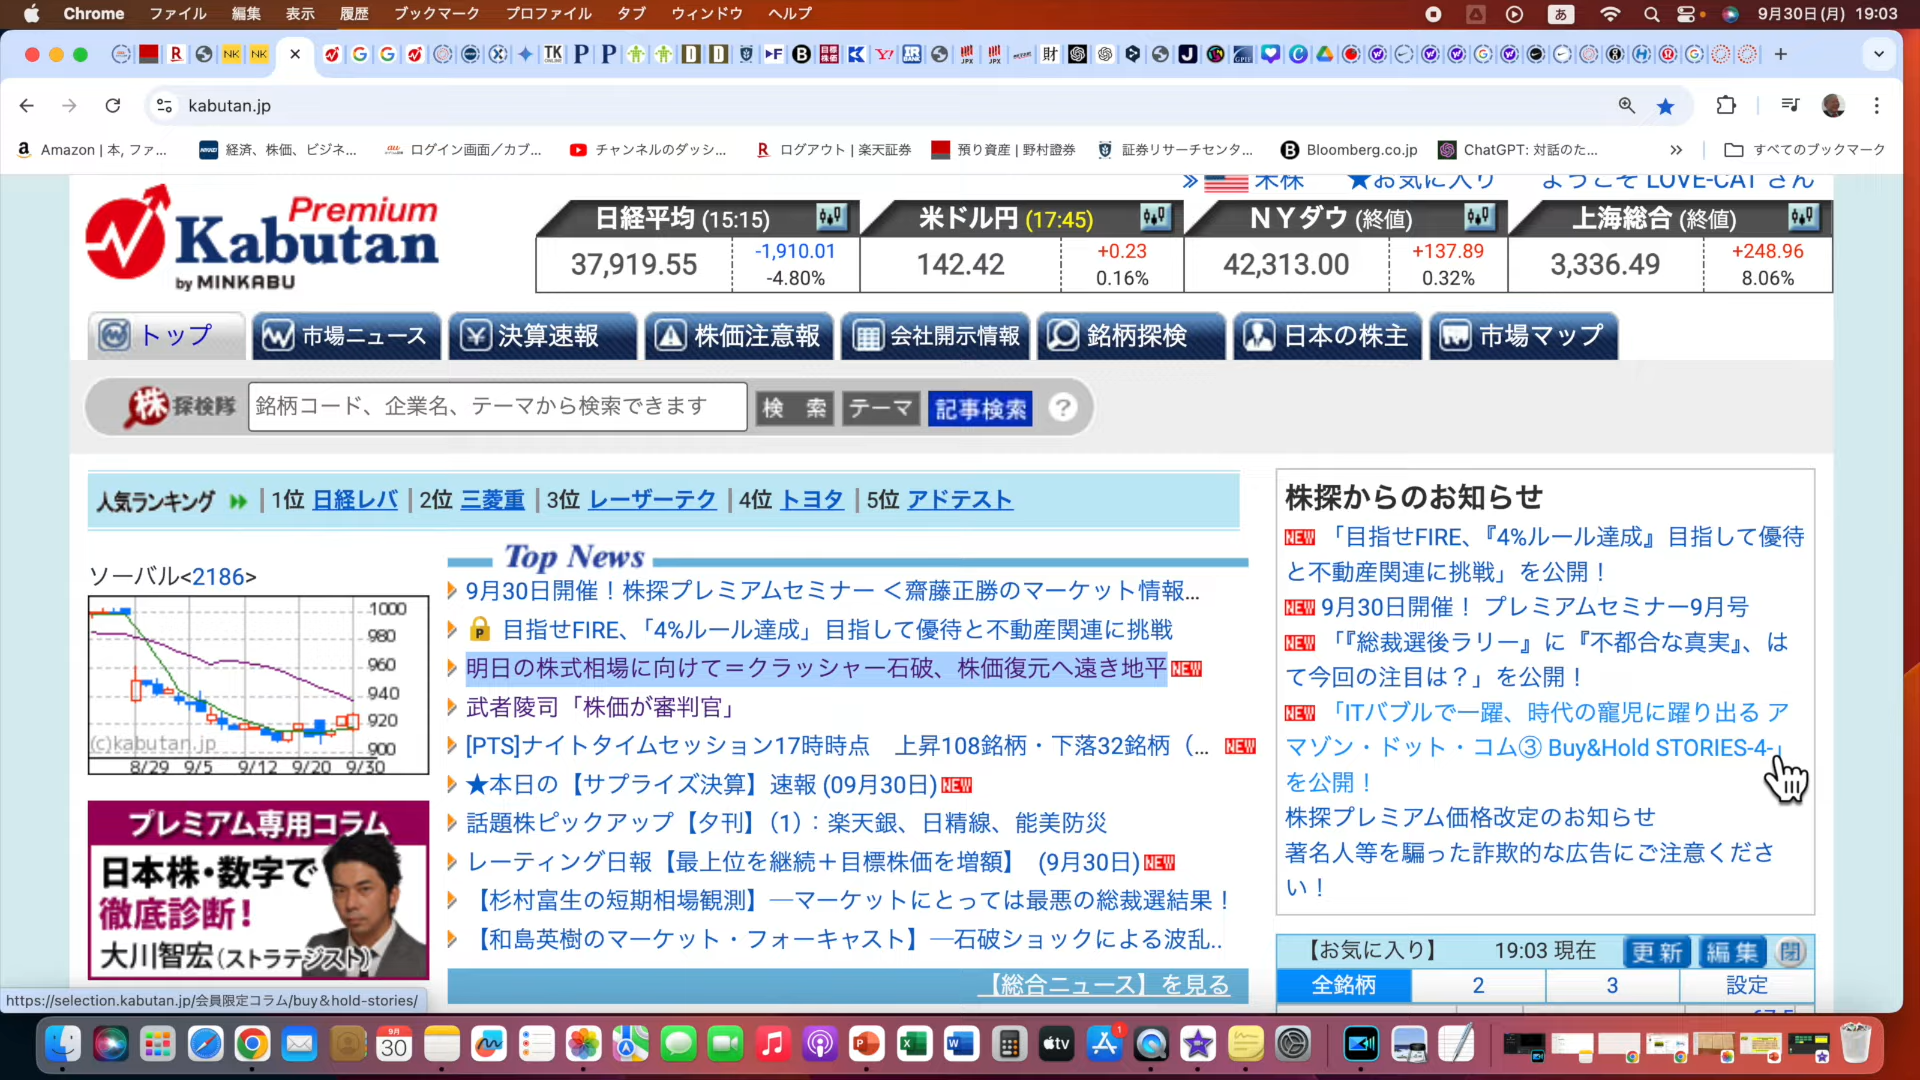 Chrome ファイル 編集 表示 履歴 ブックマーク プロファイル タブ ウィンドウ ヘルプ あ 9月30日(月) 19:03
kabutan.jp
Amazon | 本, ファ... 経済、株価、ビジネ... ログイン画面／カブ... チャンネルのダッシ... ログアウト | 楽天証券 預り資産 | 野村證券 証券リサーチセンタ... Bloomberg.co.jp ChatGPT: 対話のた... » すべてのブックマーク
» 米株 ★お気に入り ようこそ LOVE-CAT さん
Premium
Kabutan
by MINKABU
日経平均 (15:15) 米ドル円 (17:45) ＮＹダウ (終値) 上海総合 (終値)
37,919.55 -1,910.01 -4.80% 142.42 +0.23 0.16% 42,313.00 +137.89 0.32% 3,336.49 +248.96 8.06%
トップ 市場ニュース 決算速報 株価注意報 会社開示情報 銘柄探検 日本の株主 市場マップ
株探検隊 銘柄コード、企業名、テーマから検索できます 検 索 テーマ 記事検索 ?
人気ランキング |1位 日経レバ |2位 三菱重 |3位 レーザーテク |4位 トヨタ |5位 アドテスト
ソーバル<2186>
1000
980
960
940
920
900
(c)kabutan.jp
8/29 9/5 9/12 9/20 9/30
プレミアム専用コラム
日本株・数字で
徹底診断！
大川智宏(ストラテジスト)
Top News
9月30日開催！株探プレミアムセミナー ＜齋藤正勝のマーケット情報...
目指せFIRE、「4%ルール達成」目指して優待と不動産関連に挑戦
明日の株式相場に向けて＝クラッシャー石破、株価復元へ遠き地平 NEW
武者陵司「株価が審判官」
[PTS]ナイトタイムセッション17時時点　上昇108銘柄・下落32銘柄（... NEW
★本日の【サプライズ決算】速報 (09月30日) NEW
話題株ピックアップ【夕刊】（1）：楽天銀、日精線、能美防災
レーティング日報【最上位を継続＋目標株価を増額】 (9月30日) NEW
【杉村富生の短期相場観測】─マーケットにとっては最悪の総裁選結果！
【和島英樹のマーケット・フォーキャスト】─石破ショックによる波乱..
【総合ニュース】を見る
株探からのお知らせ
NEW 「目指せFIRE、『4%ルール達成』目指して優待
と不動産関連に挑戦」を公開！
NEW 9月30日開催！ プレミアムセミナー9月号
NEW 「『総裁選後ラリー』に『不都合な真実』、は
て今回の注目は？」を公開！
NEW 「ITバブルで一躍、時代の寵児に躍り出る ア
マゾン・ドット・コム③ Buy&Hold STORIES-4-」
を公開！
株探プレミアム価格改定のお知らせ
著名人等を騙った詐欺的な広告にご注意くださ
い！
【お気に入り】 19:03 現在 更新 編集 閉
全銘柄 2 3 設定
https://selection.kabutan.jp/会員限定コラム/buy＆hold-stories/
9月
30
tv
1